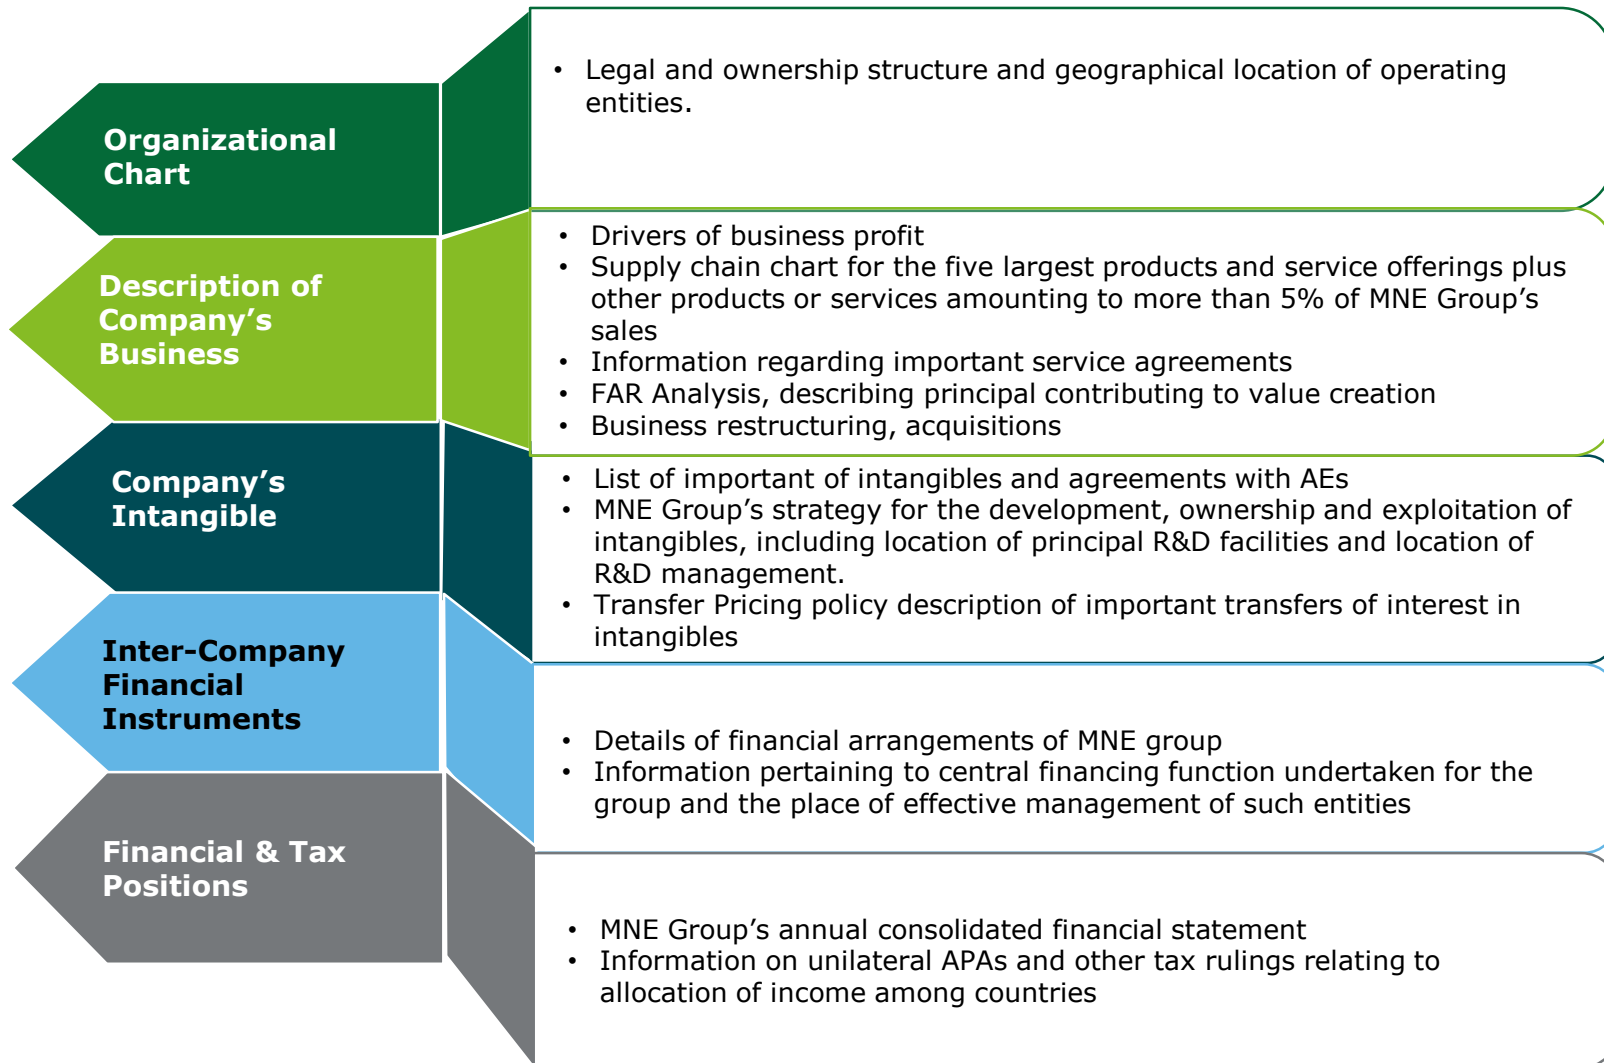 Organizational
Chart
• Legal and ownership structure and geographical location of operating
entities.
Description of
Company’s
Business
• Drivers of business profit
• Supply chain chart for the five largest products and service offerings plus
other products or services amounting to more than 5% of MNE Group’s
sales
• Information regarding important service agreements
• FAR Analysis, describing principal contributing to value creation
• Business restructuring, acquisitions
Company’s
Intangible
• List of important of intangibles and agreements with AEs
• MNE Group’s strategy for the development, ownership and exploitation of
intangibles, including location of principal R&D facilities and location of
R&D management.
• Transfer Pricing policy description of important transfers of interest in
intangibles
Inter-Company
Financial
Instruments
• Details of financial arrangements of MNE group
• Information pertaining to central financing function undertaken for the
group and the place of effective management of such entities
Financial & Tax
Positions
• MNE Group’s annual consolidated financial statement
• Information on unilateral APAs and other tax rulings relating to
allocation of income among countries